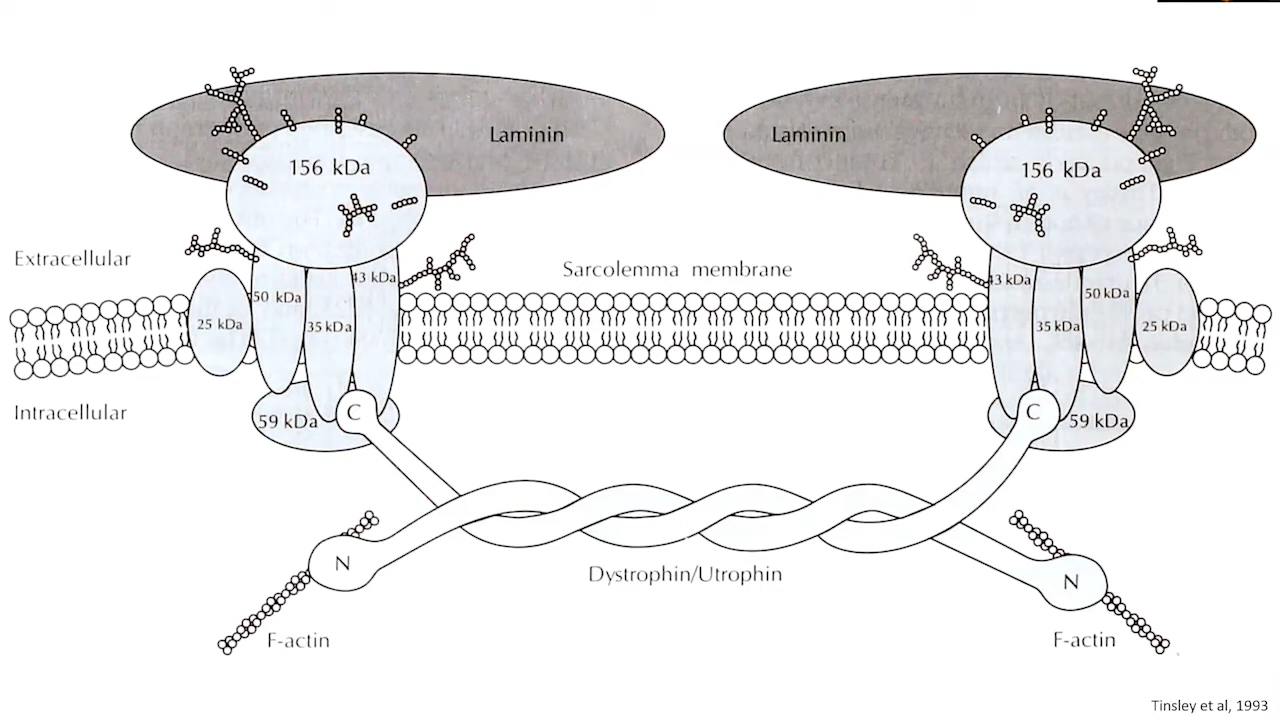 Laminin
Laminin
156 kDa
156 kDa
Extracellular
Sarcolemma membrane
43 kDa
43 kDa
50 kDa
50 kDa
25 kDa
35 kDa
35 kDa
25 kDa
Intracellular
C
C
59 kDa
59 kDa
N
Dystrophin/Utrophin
N
F-actin
F-actin
Tinsley et al, 1993